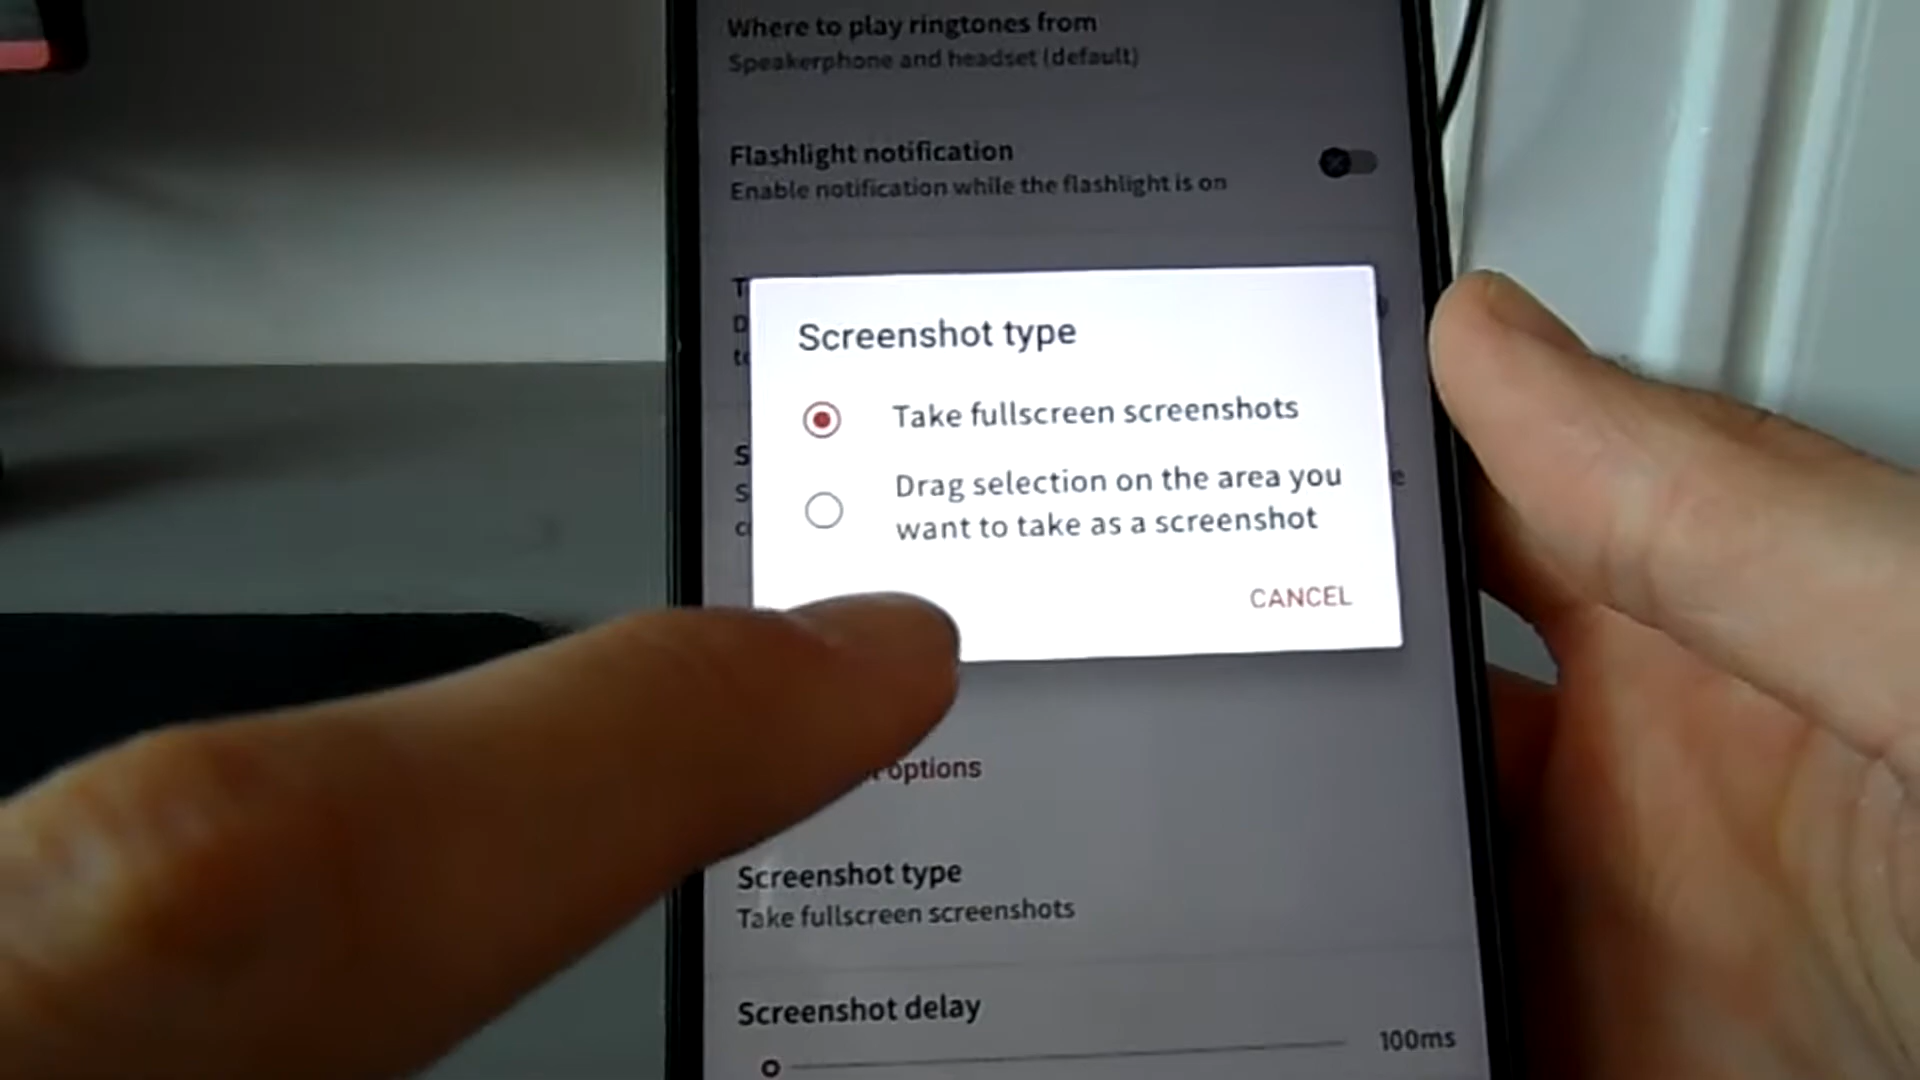 Where to play ringtones from
Speakerphone and headset (default)
Flashlight notification
Enable notification while the flashlight is on
Screenshot type
Take fullscreen screenshots
Drag selection on the area you
want to take as a screenshot
CANCEL
options
Screenshot type
Take fullscreen screenshots
Screenshot delay
100ms